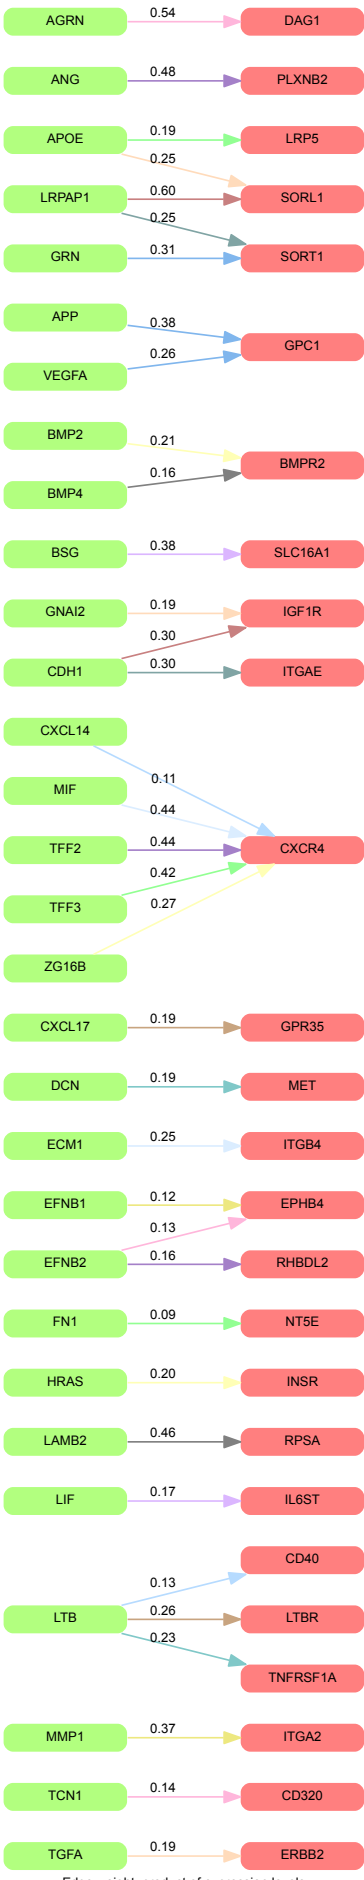 AGRN 0.54 DAG1
ANG 0.48 PLXNB2
APOE 0.19 LRP5
0.25
LRPAP1 0.60 SORL1
0.25
GRN 0.31 SORT1
APP 0.38
GPC1
VEGFA 0.26
BMP2 0.21
BMPR2
BMP4 0.16
BSG 0.38 SLC16A1
GNAI2 0.19 IGF1R
0.30
CDH1 0.30 ITGAE
CXCL14
0.11
MIF
0.44
TFF2 0.44 CXCR4
0.42
TFF3
0.27
ZG16B
CXCL17 0.19 GPR35
DCN 0.19 MET
ECM1 0.25 ITGB4
EFNB1 0.12 EPHB4
0.13
EFNB2 0.16 RHBDL2
FN1 0.09 NT5E
HRAS 0.20 INSR
LAMB2 0.46 RPSA
LIF 0.17 IL6ST
CD40
0.13
LTB 0.26 LTBR
0.23
TNFRSF1A
MMP1 0.37 ITGA2
TCN1 0.14 CD320
TGFA 0.19 ERBB2